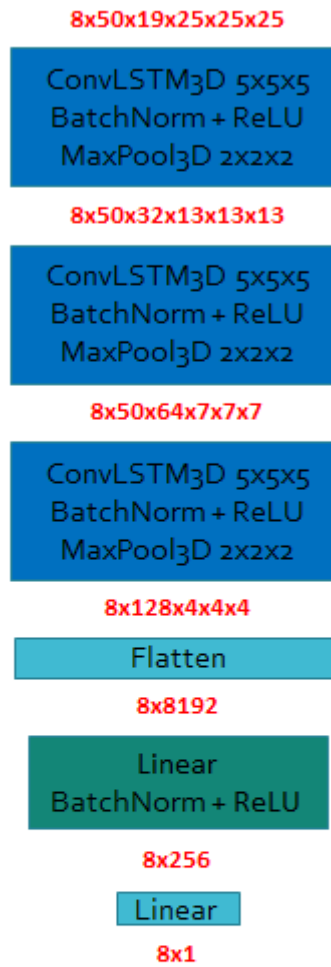 8x50x19x25x25x25
ConvLSTM3D 5x5x5
BatchNorm + ReLU
MaxPool3D 2x2x2
8x50x32x13x13x13
ConvLSTM3D 5x5x5
BatchNorm + ReLU
MaxPool3D 2x2x2
8x50x64x7x7x7
ConvLSTM3D 5x5x5
BatchNorm + ReLU
MaxPool3D 2x2x2
8x128x4x4x4
Flatten
8x8192
Linear
BatchNorm + ReLU
8x256
Linear
8x1